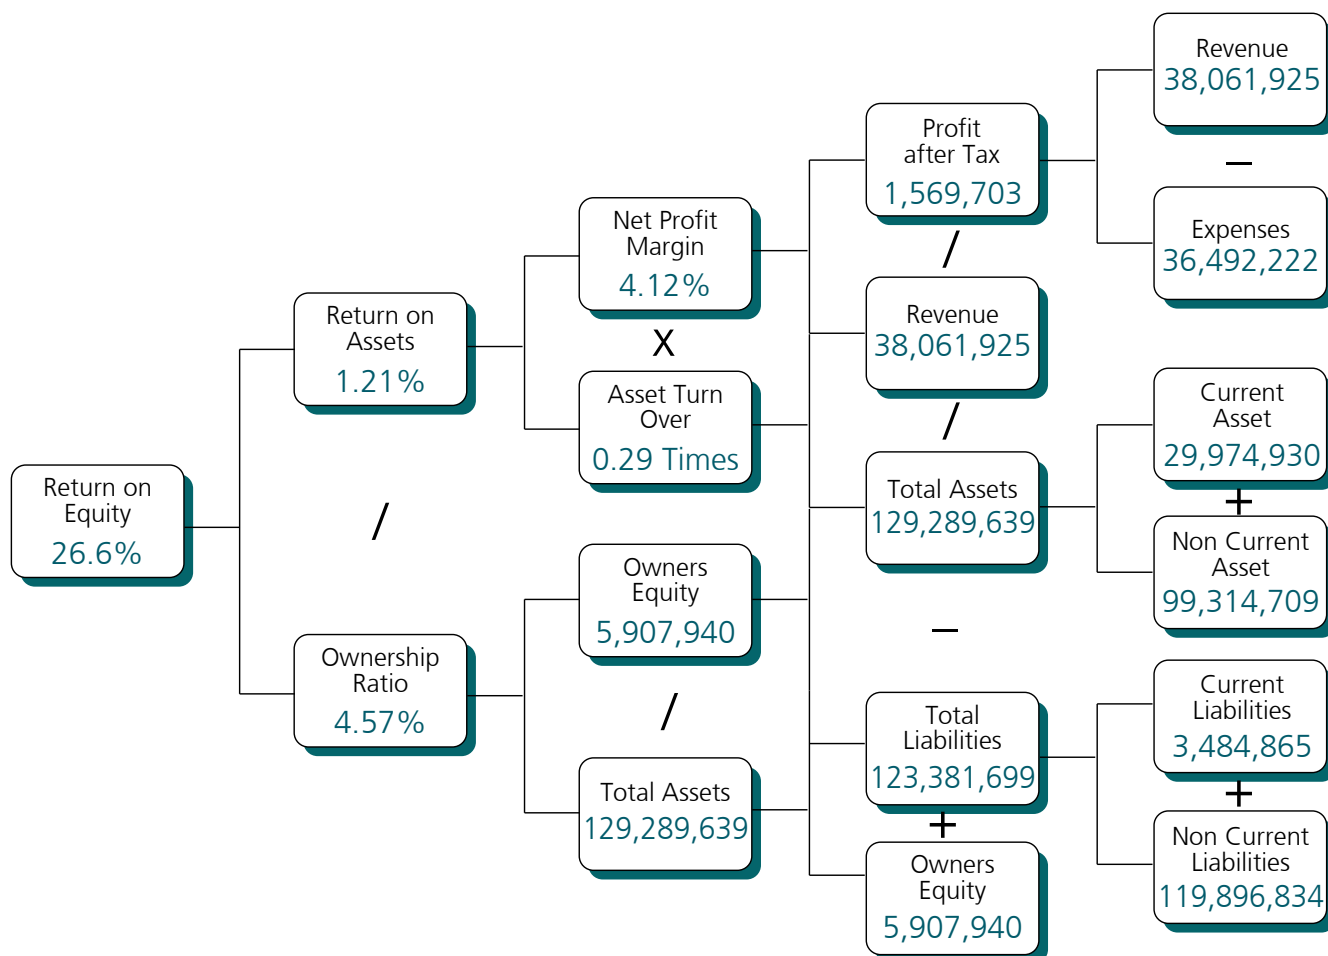 Return on
Equity
26.6%
Return on
Assets
1.21%
/
Ownership
Ratio
4.57%
Net Profit
Margin
4.12%
X
Asset Turn
Over
0.29 Times
Owners
Equity
5,907,940
/
Total Assets
129,289,639
Profit
after Tax
1,569,703
/
Revenue
38,061,925
/
Total Assets
129,289,639
–
Total
Liabilities
123,381,699
+
Owners
Equity
5,907,940
Revenue
38,061,925
–
Expenses
36,492,222
Current
Asset
29,974,930
+
Non Current
Asset
99,314,709
Current
Liabilities
3,484,865
+
Non Current
Liabilities
119,896,834